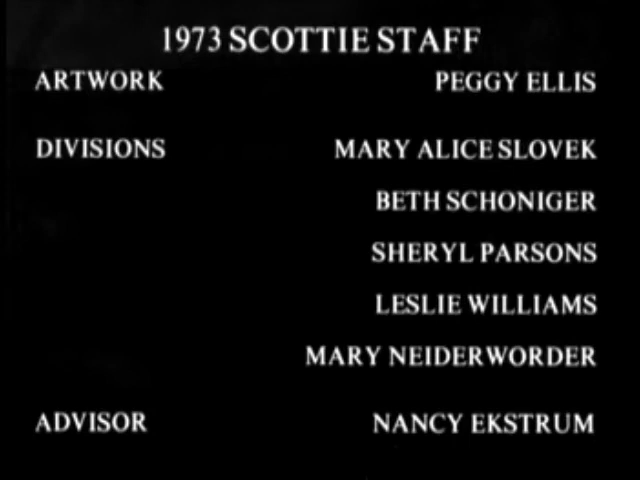 1973 SCOTTIE STAFF
ARTWORK PEGGY ELLIS
DIVISIONS MARY ALICE SLOVEK
BETH SCHONIGER
SHERYL PARSONS
LESLIE WILLIAMS
MARY NEIDERWORDER
ADVISOR NANCY EKSTRUM